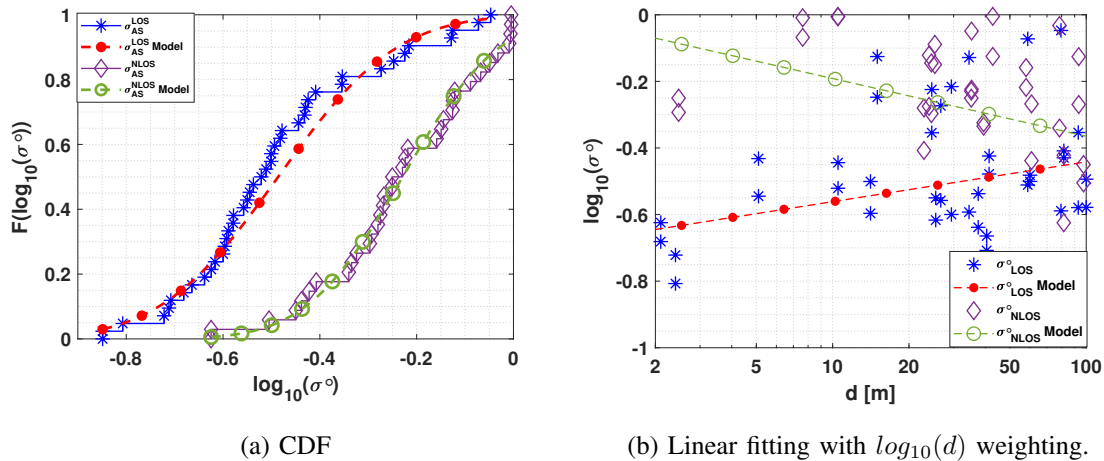 1
0.8
0.6
0.4
0.2
0
F(log₁₀(σ°))
-0.8
-0.6
-0.4
-0.2
0
log₁₀(σ°)
σ_AS^LOS
σ_AS^LOS Model
σ_AS^NLOS
σ_AS^NLOS Model
(a) CDF
0
-0.2
-0.4
-0.6
-0.8
-1
log₁₀(σ°)
2
5
10
20
50
100
d [m]
σ°_LOS
σ°_LOS Model
σ°_NLOS
σ°_NLOS Model
(b) Linear fitting with log₁₀(d) weighting.